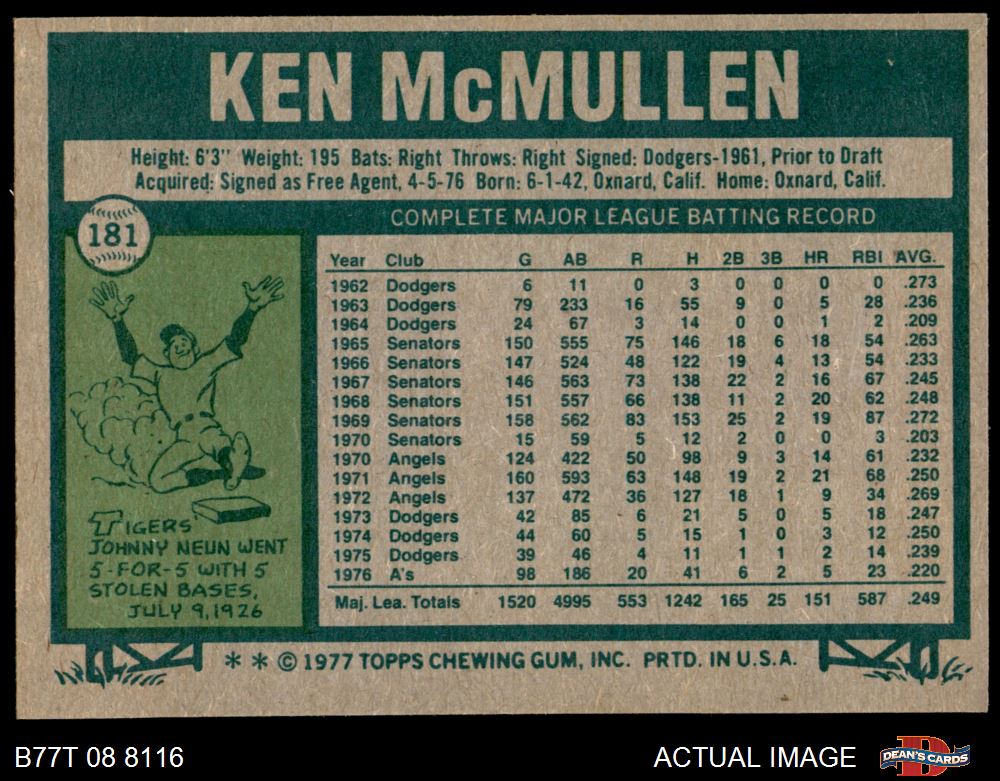 KEN McMULLEN
Height: 6'3" Weight: 195 Bats: Right Throws: Right Signed: Dodgers-1961, Prior to Draft
Acquired: Signed as Free Agent, 4-5-76 Born: 6-1-42, Oxnard, Calif. Home: Oxnard, Calif.
181
COMPLETE MAJOR LEAGUE BATTING RECORD
Year Club G AB R H 2B 3B HR RBI AVG.
1962 Dodgers 6 11 0 3 0 0 0 0 .273
1963 Dodgers 79 233 16 55 9 0 5 28 .236
1964 Dodgers 24 67 3 14 0 0 1 2 .209
1965 Senators 150 555 75 146 18 6 18 54 .263
1966 Senators 147 524 48 122 19 4 13 54 .233
1967 Senators 146 563 73 138 22 2 16 67 .245
1968 Senators 151 557 66 138 11 2 20 62 .248
1969 Senators 158 562 83 153 25 2 19 87 .272
1970 Senators 15 59 5 12 2 0 0 3 .203
1970 Angels 124 422 50 98 9 3 14 61 .232
1971 Angels 160 593 63 148 19 2 21 68 .250
1972 Angels 137 472 36 127 18 1 9 34 .269
1973 Dodgers 42 85 6 21 5 0 5 18 .247
1974 Dodgers 44 60 5 15 1 0 3 12 .250
1975 Dodgers 39 46 4 11 1 1 2 14 .239
1976 A's 98 186 20 41 6 2 5 23 .220
Maj. Lea. Totals 1520 4995 553 1242 165 25 151 587 .249
TIGERS'
JOHNNY NEUN WENT
5-FOR-5 WITH 5
STOLEN BASES,
JULY 9, 1926
* * © 1977 TOPPS CHEWING GUM, INC. PRTD. IN U.S.A.
B77T 08 8116
ACTUAL IMAGE
DEAN'S CARDS